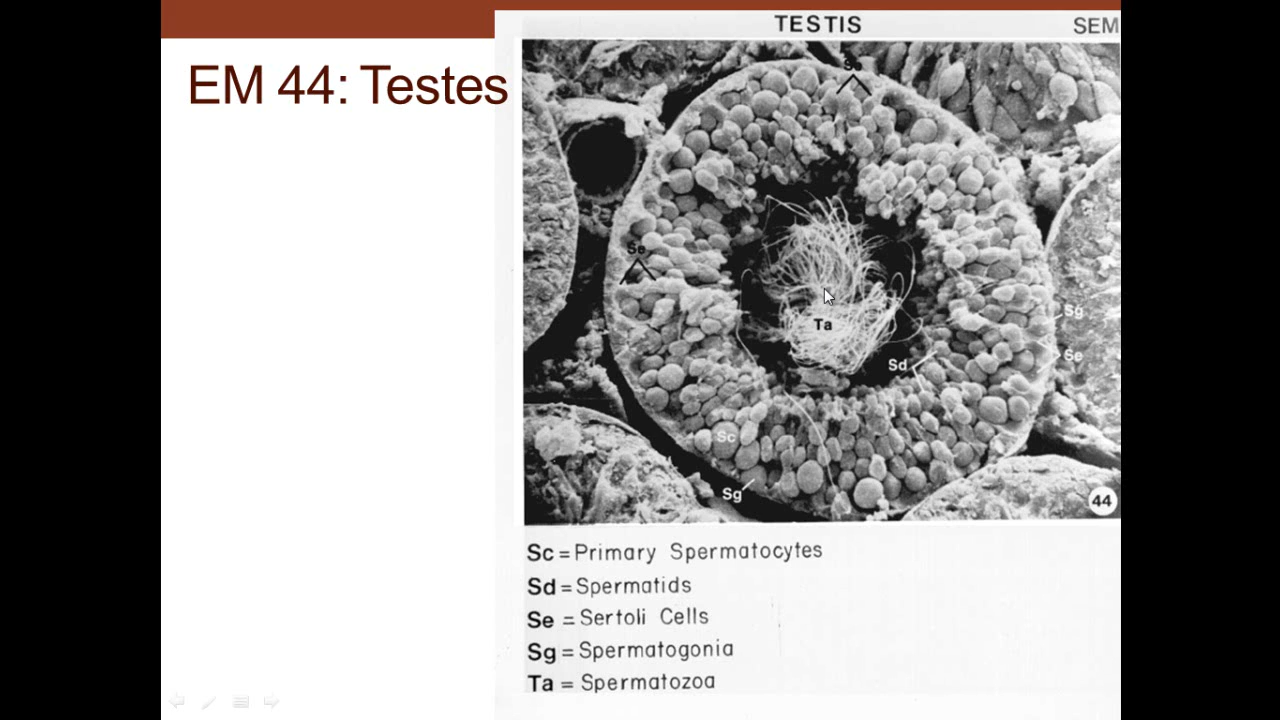 TESTIS
SEM
EM 44: Testes
Se
Sg
Se
Ta
Sd
Sc
Sg
44
Sc = Primary Spermatocytes
Sd = Spermatids
Se = Sertoli Cells
Sg = Spermatogonia
Ta = Spermatozoa